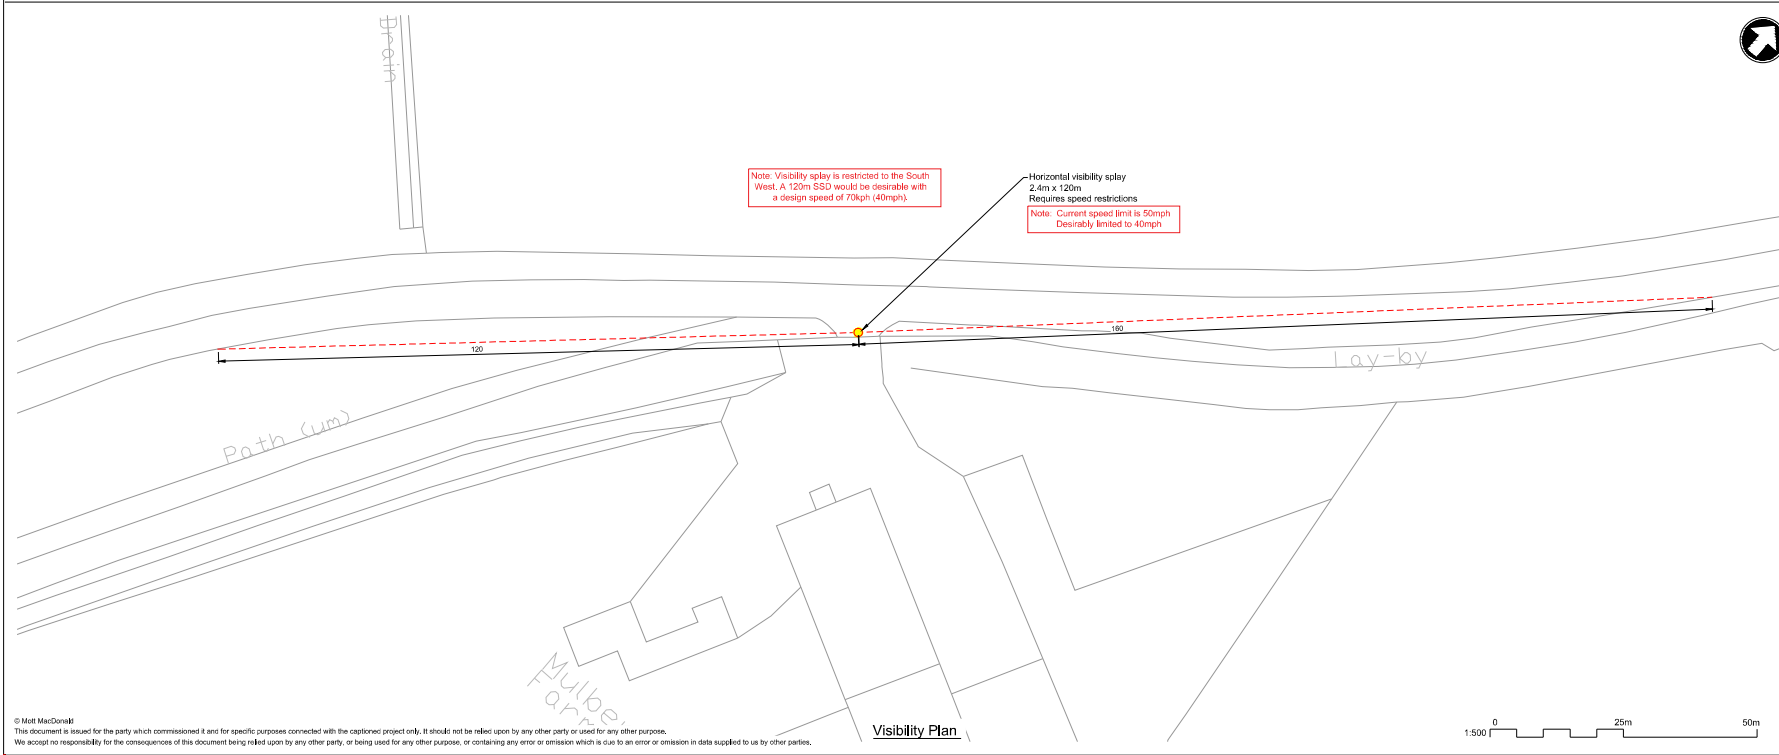 Drain
Note: Visibility splay is restricted to the South
West. A 120m SSD would be desirable with
a design speed of 70kph (40mph).
Horizontal visibility splay
2.4m x 120m
Requires speed restrictions
Note: Current speed limit is 50mph
Desirably limited to 40mph
120
160
Lay-by
Path (um)
Mulbe
Farm
© Mott MacDonald
This document is issued for the party which commissioned it and for specific purposes connected with the captioned project only. It should not be relied upon by any other party or used for any other purpose.
We accept no responsibility for the consequences of this document being relied upon by any other party, or being used for any other purpose, or containing any error or omission which is due to an error or omission in data supplied to us by other parties.
Visibility Plan
0 25m 50m
1:500